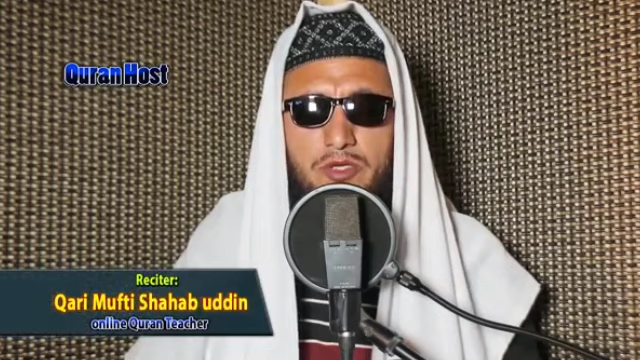 Quran Host
Reciter:
Qari Mufti Shahab uddin
online Quran Teacher